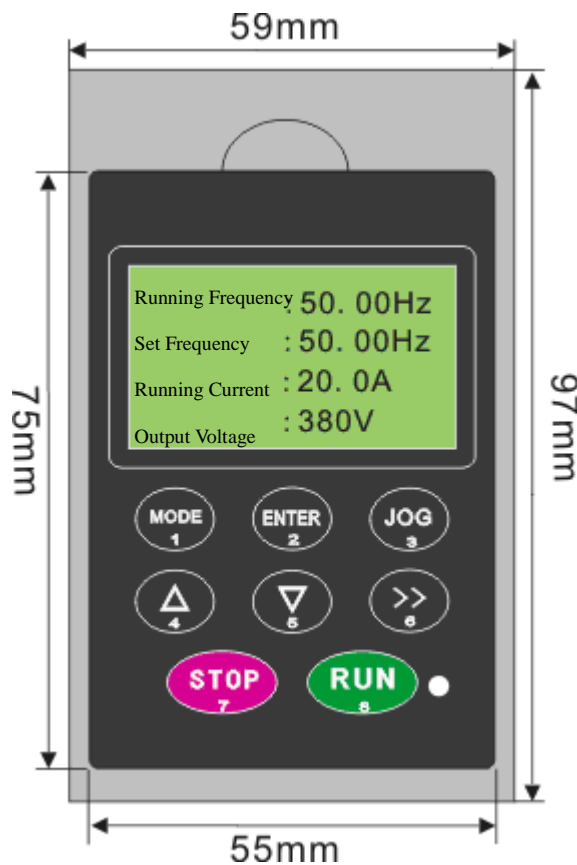 59mm
Running Frequency : 50. 00Hz
Set Frequency : 50. 00Hz
Running Current : 20. 0A
Output Voltage : 380V
75mm
97mm
MODE ENTER JOG
1 2 3
4 5 >> 6
STOP RUN
7 8
55mm